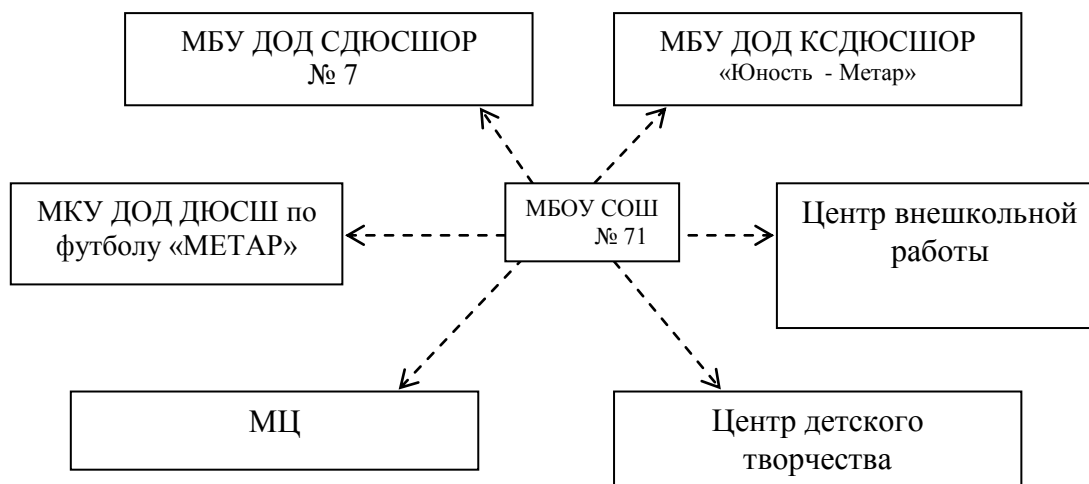 МБУ ДОД СДЮСШОР
№ 7
МБУ ДОД КСДЮСШОР
«Юность - Метар»
МКУ ДОД ДЮСШ по
футболу «МЕТАР»
МБОУ СОШ
№ 71
Центр внешкольной
работы
МЦ
Центр детского
творчества